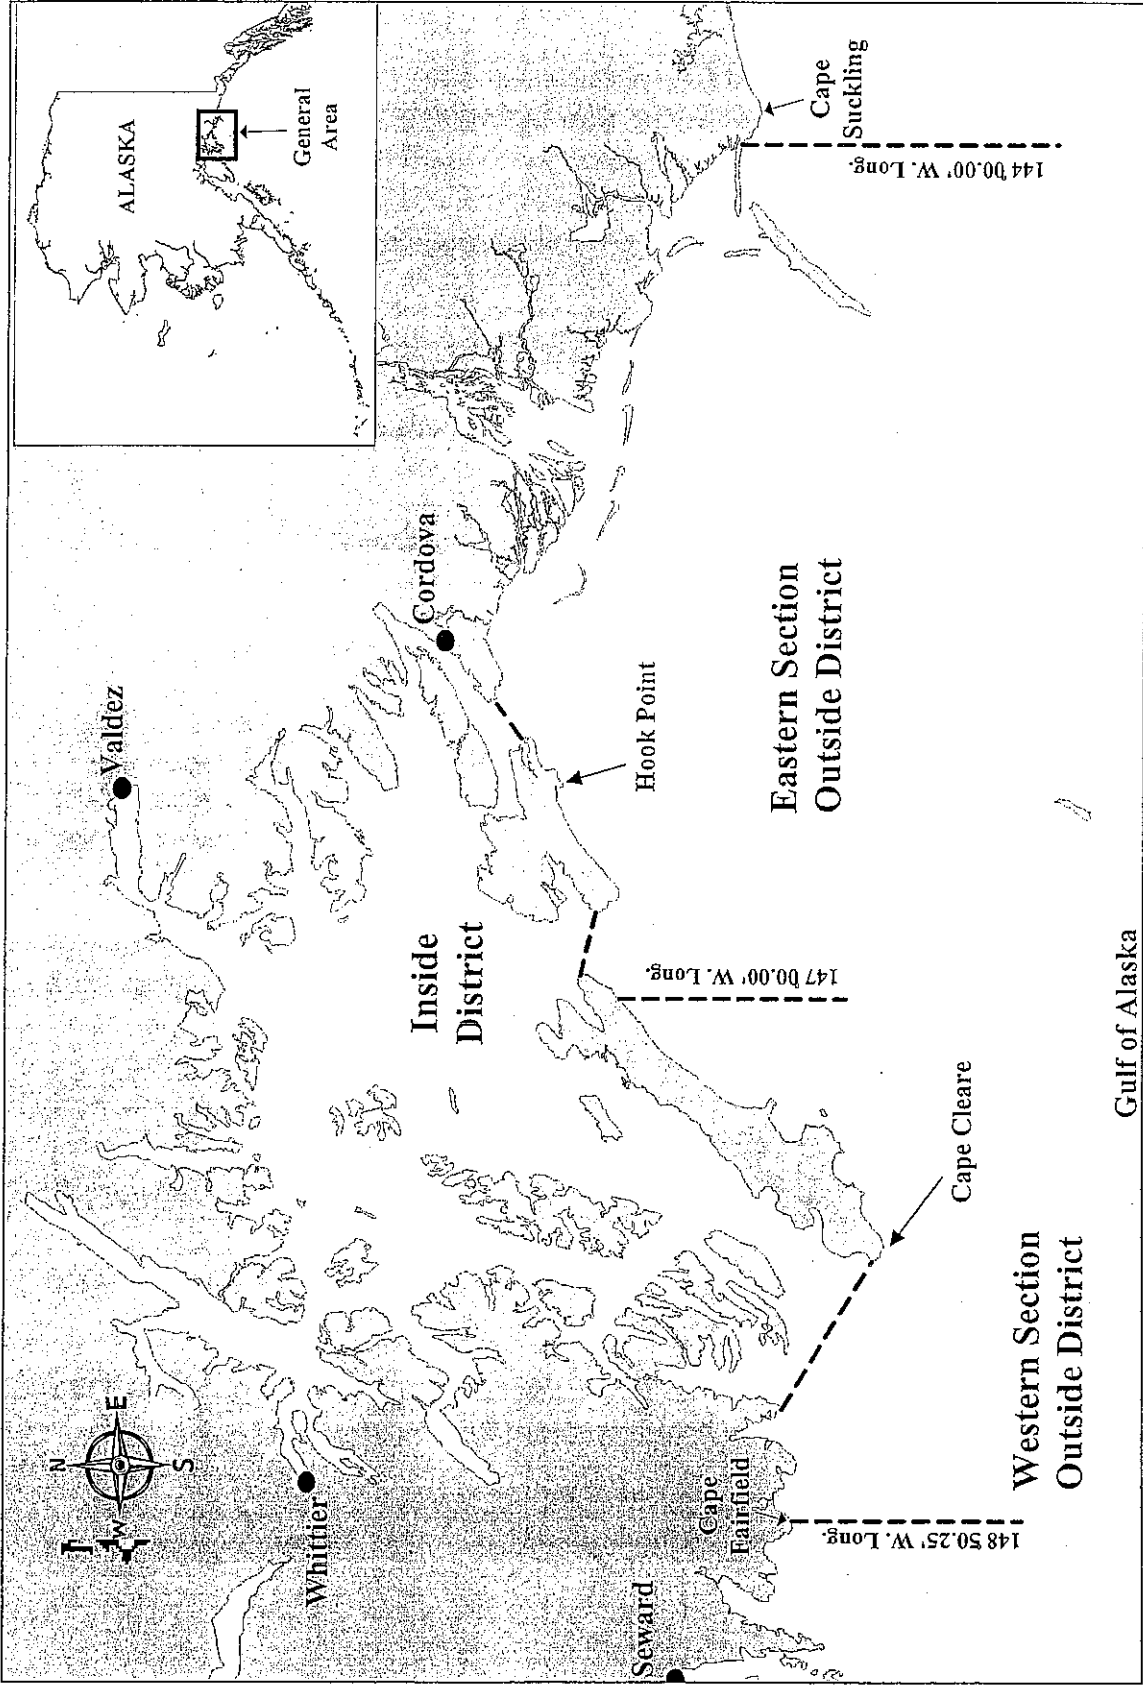 ALASKA
General
Area
N
W
E
S
Valdez
Whittier
Cordova
Inside
District
Seward
Cape
Fairfield
148 50.25' W. Long.
Hook Point
147 00.00' W. Long.
Cape
Suckling
144 00.00' W. Long.
Eastern Section
Outside District
Cape Cleare
Western Section
Outside District
Gulf of Alaska